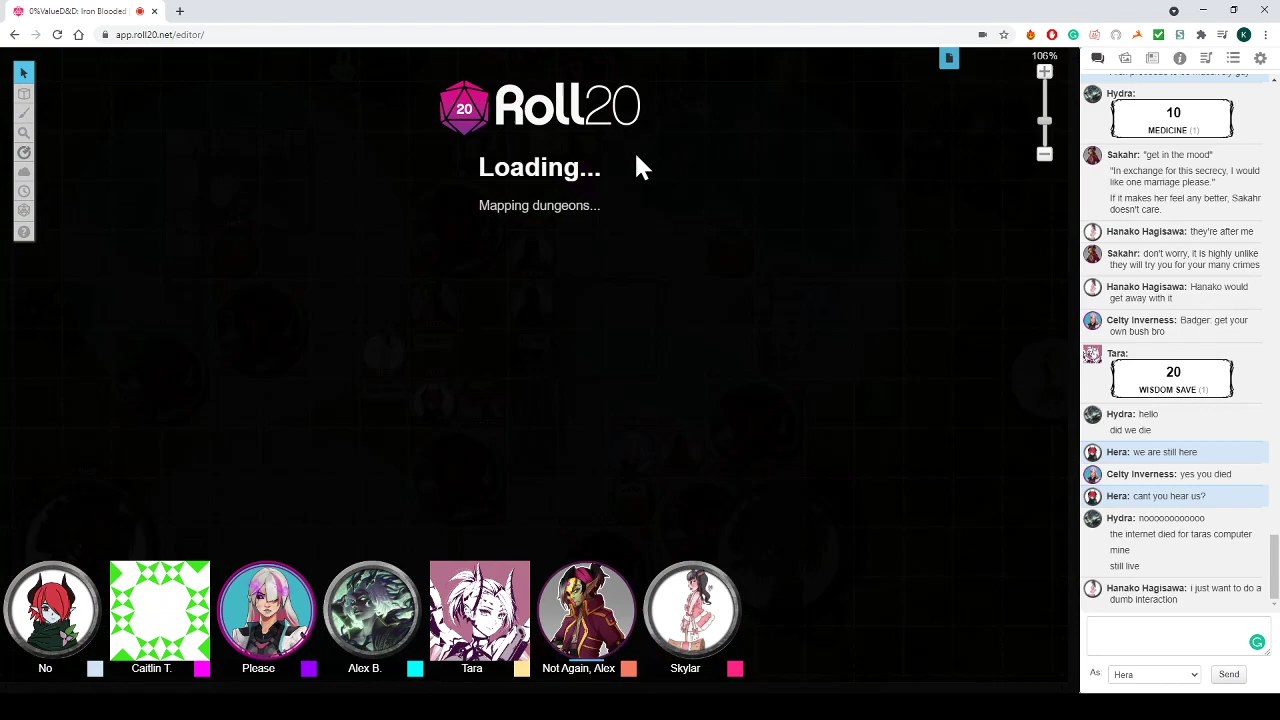 0%ValueD&D: Iron Blooded
app.roll20.net/editor/
K
106%
20
Roll20
Loading...
Mapping dungeons...
Hydra:
10
MEDICINE (1)
Sakahr: "get in the mood"
"In exchange for this secrecy, I would
like one marriage please."
If it makes her feel any better, Sakahr
doesn't care.
Hanako Hagisawa: they're after me
Sakahr: don't worry, it is highly unlike
they will try you for your many crimes
Hanako Hagisawa: Hanako would
get away with it
Celty Inverness: Badger: get your
own bush bro
Tara:
20
WISDOM SAVE (1)
Hydra: hello
did we die
Hera: we are still here
Celty Inverness: yes you died
Hera: cant you hear us?
Hydra: noooooooooooo
the internet died for taras computer
mine
still live
Hanako Hagisawa: i just want to do a
dumb interaction
As: Hera Send
No
Caitlin T.
Please
Alex B.
Tara
Not Again, Alex
Skylar